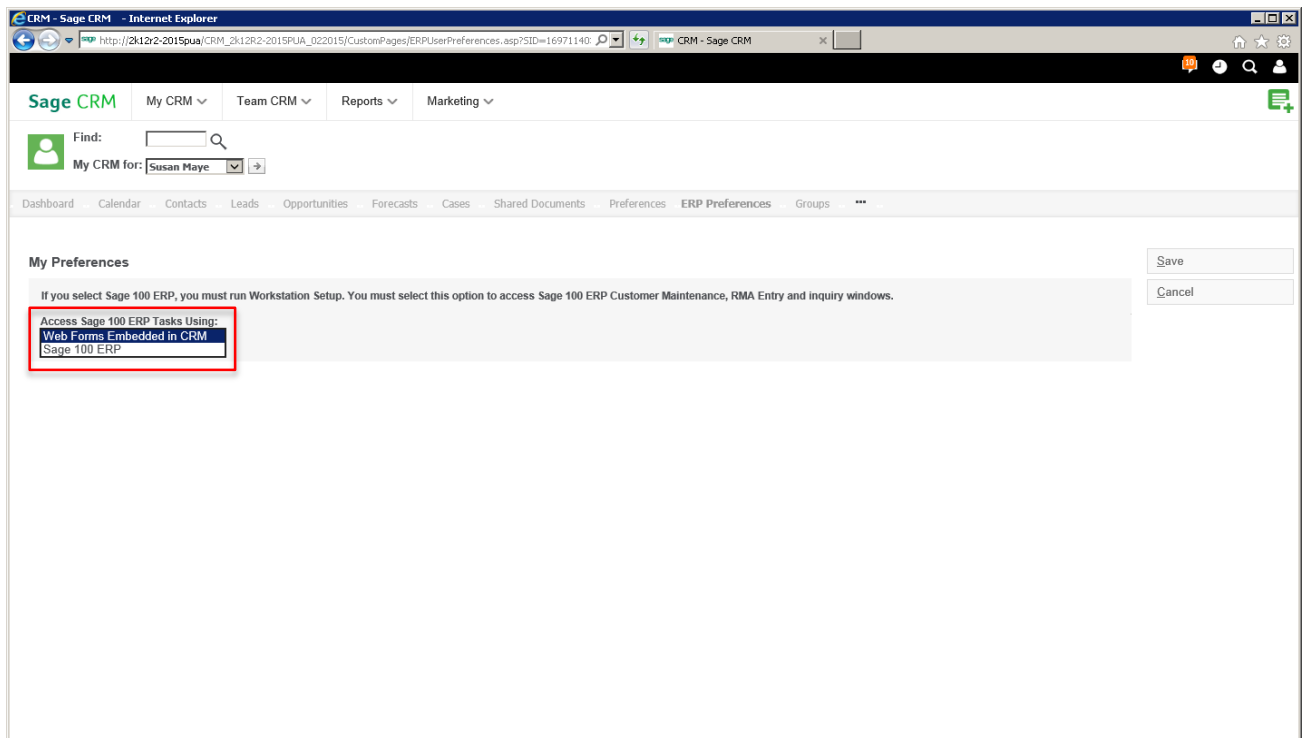 CRM - Sage CRM - Internet Explorer
http://2k12r2-2015pua/CRM_2k12R2-2015PUA_022015/CustomPages/ERPUserPreferences.asp?SID=16971140 CRM - Sage CRM
10
Sage CRM My CRM Team CRM Reports Marketing
Find:
My CRM for: Susan Maye
Dashboard Calendar Contacts Leads Opportunities Forecasts Cases Shared Documents Preferences ERP Preferences Groups ...
My Preferences
Save
If you select Sage 100 ERP, you must run Workstation Setup. You must select this option to access Sage 100 ERP Customer Maintenance, RMA Entry and inquiry windows.
Cancel
Access Sage 100 ERP Tasks Using:
Web Forms Embedded in CRM
Sage 100 ERP